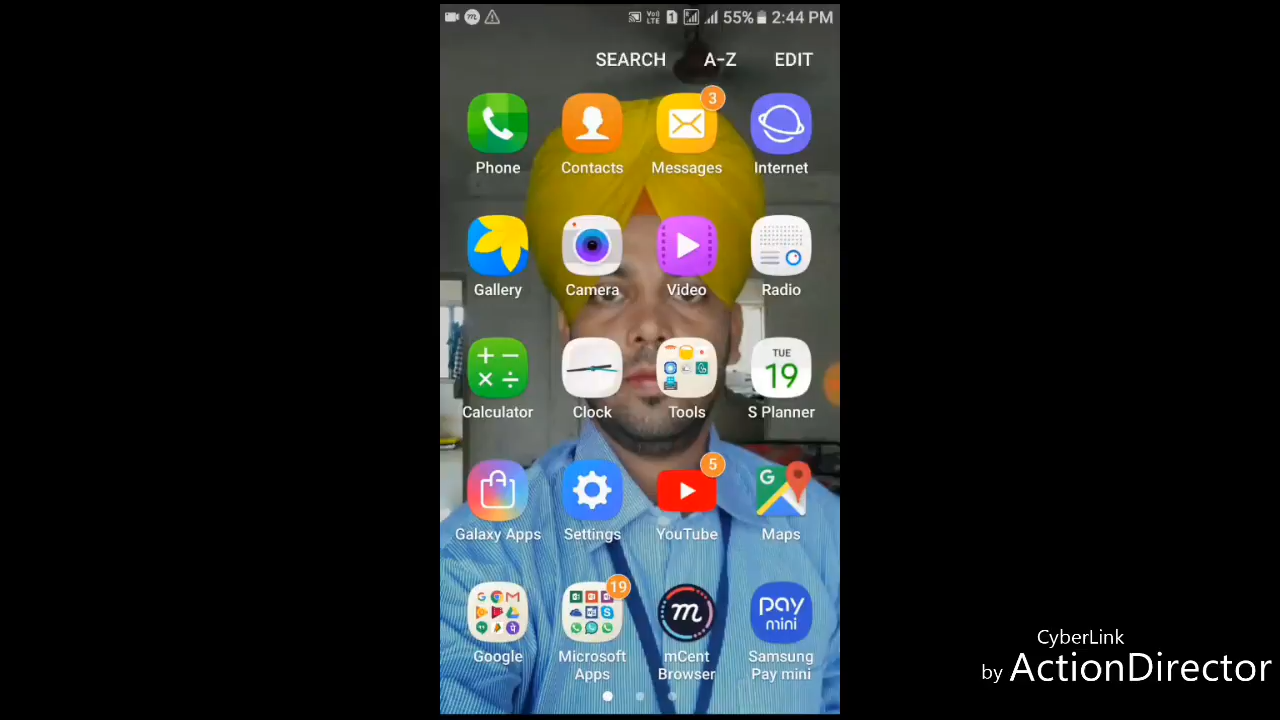 VoLTE 1 55% 2:44 PM
SEARCH A-Z EDIT
3
Phone Contacts Messages Internet
Gallery Camera Video Radio
TUE
19
Calculator Clock Tools S Planner
5
G
Galaxy Apps Settings YouTube Maps
19
m pay
mini
Google Microsoft Apps mCent Browser Samsung Pay mini
CyberLink
by ActionDirector